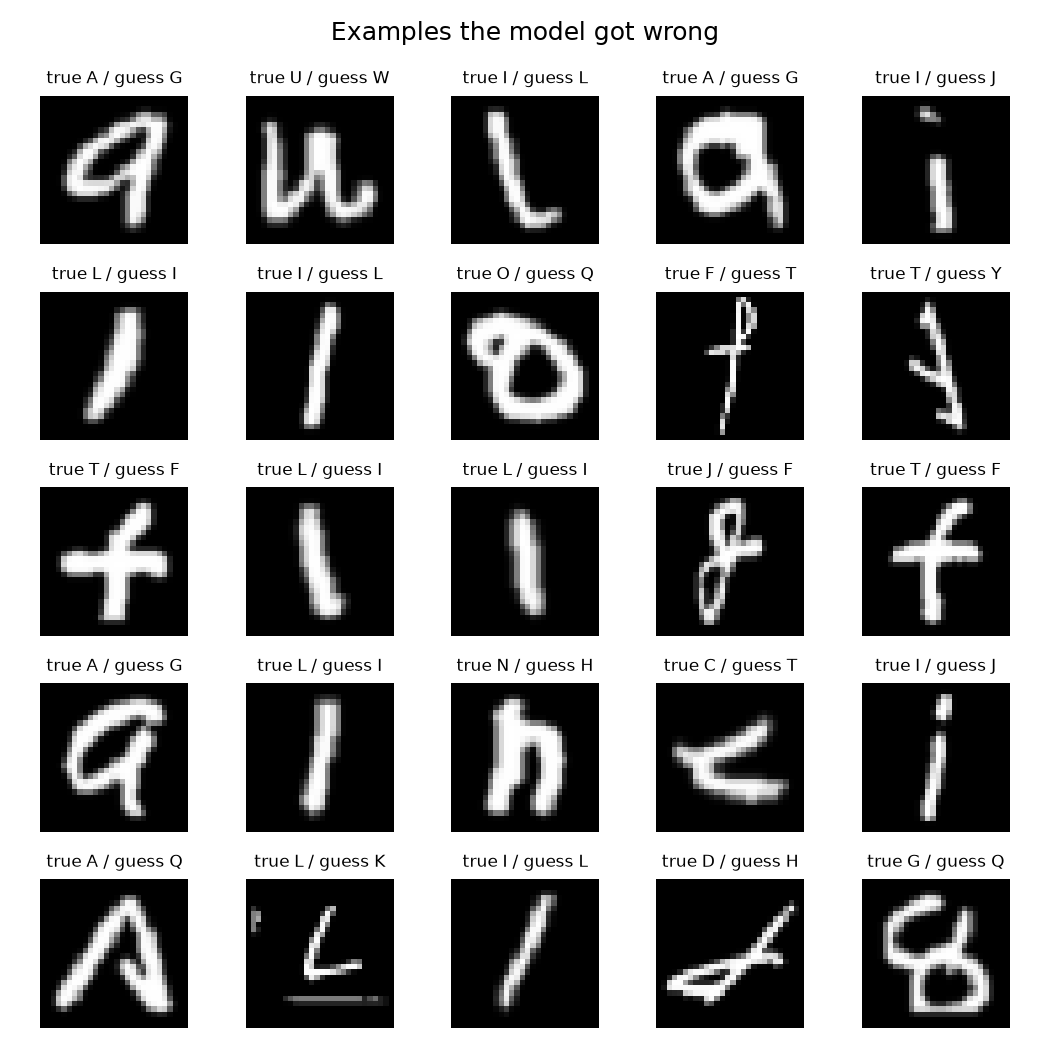 Examples the model got wrong
true A / guess G true U / guess W true I / guess L true A / guess G true I / guess J
a u l a i
true L / guess I true I / guess L true O / guess Q true F / guess T true T / guess Y
l l O f
true T / guess F true L / guess I true L / guess I true J / guess F true T / guess F
t l l t
true A / guess G true L / guess I true N / guess H true C / guess T true I / guess J
a l n c i
true A / guess Q true L / guess K true I / guess L true D / guess H true G / guess Q
A L l d g